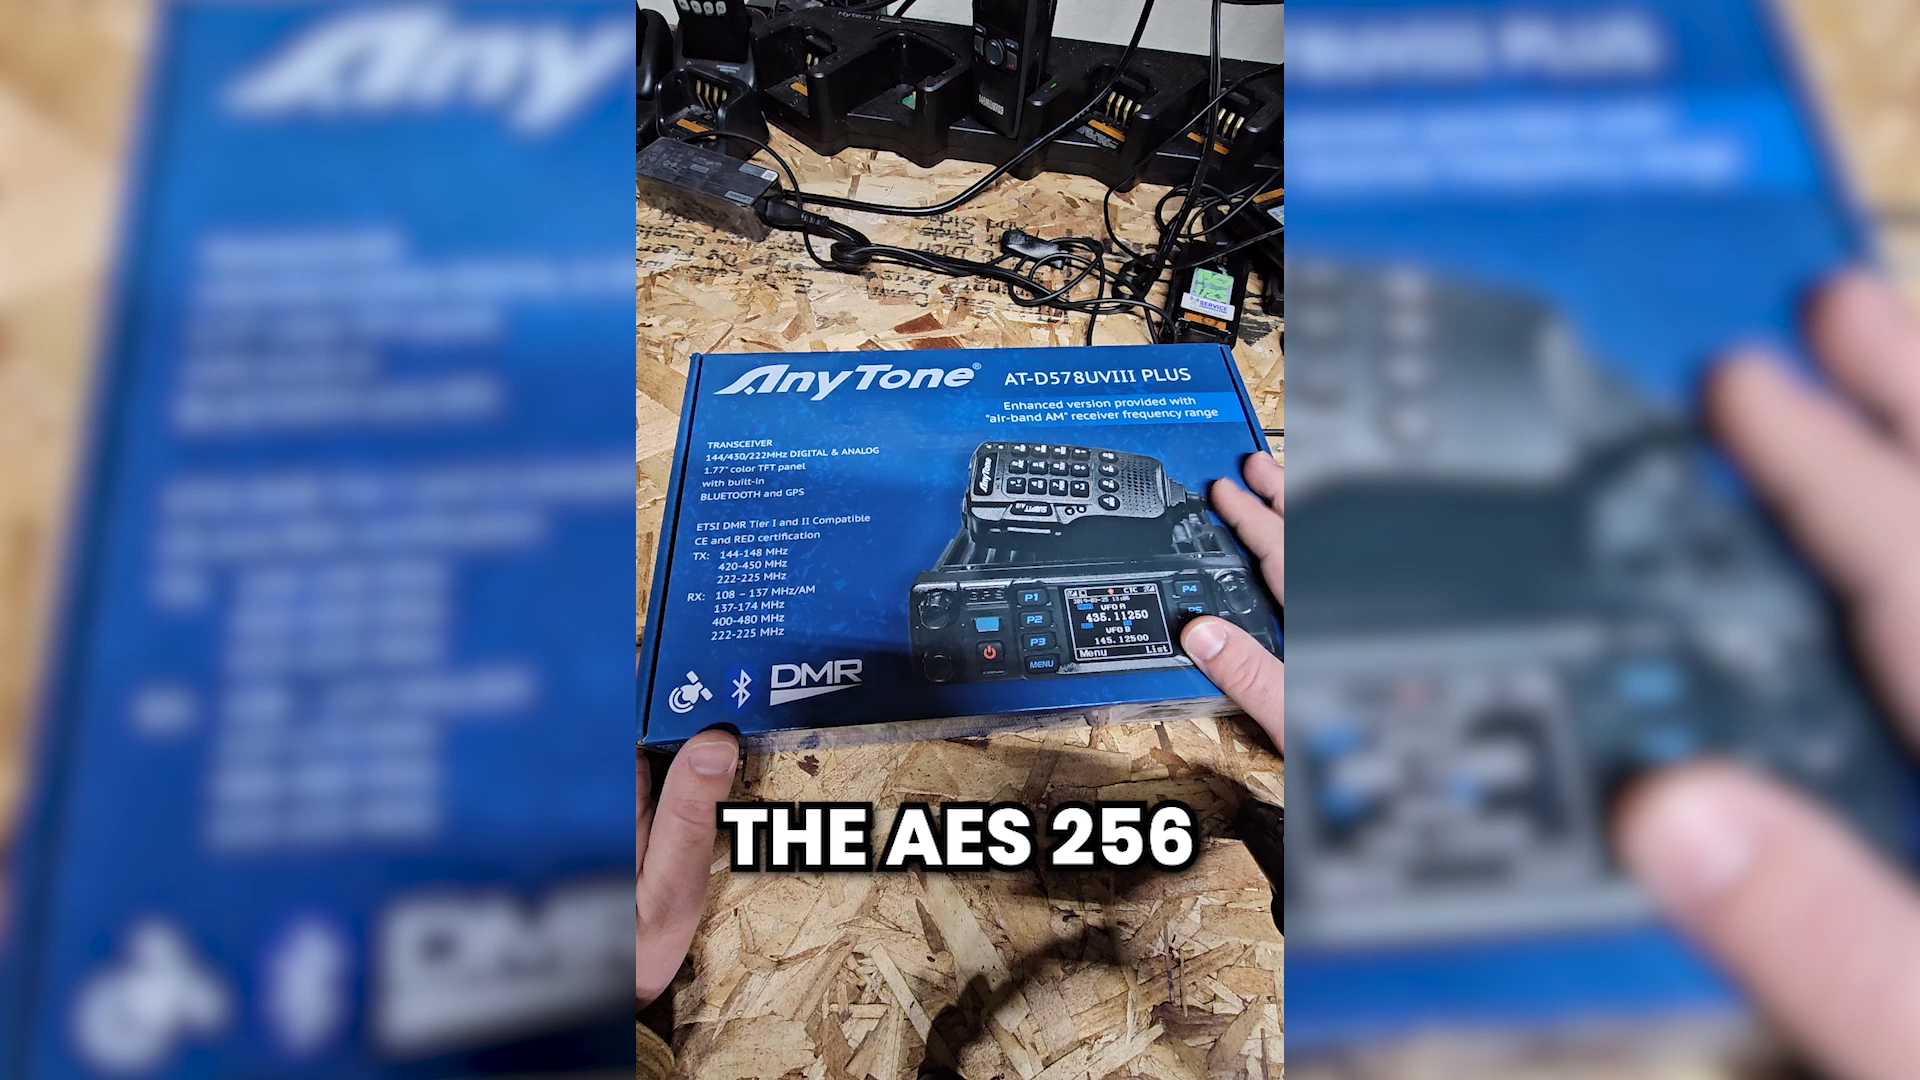 Hytera
SERVICE
AnyTone® AT-D578UVIII PLUS
Enhanced version provided with
"air-band AM" receiver frequency range
TRANSCEIVER
144/430/222MHz DIGITAL & ANALOG
1.77" color TFT panel
with built-in
BLUETOOTH and GPS
ETSI DMR Tier I and II Compatible
CE and RED certification
TX: 144-148 MHz
420-450 MHz
222-225 MHz
RX: 108 – 137 MHz/AM
137-174 MHz
400-480 MHz
222-225 MHz
DMR
AnyTone
P1
P2
P3
MENU
P4
P5
CTC
VFO A
435.11250
VFO B
145.12500
Menu List
THE AES 256